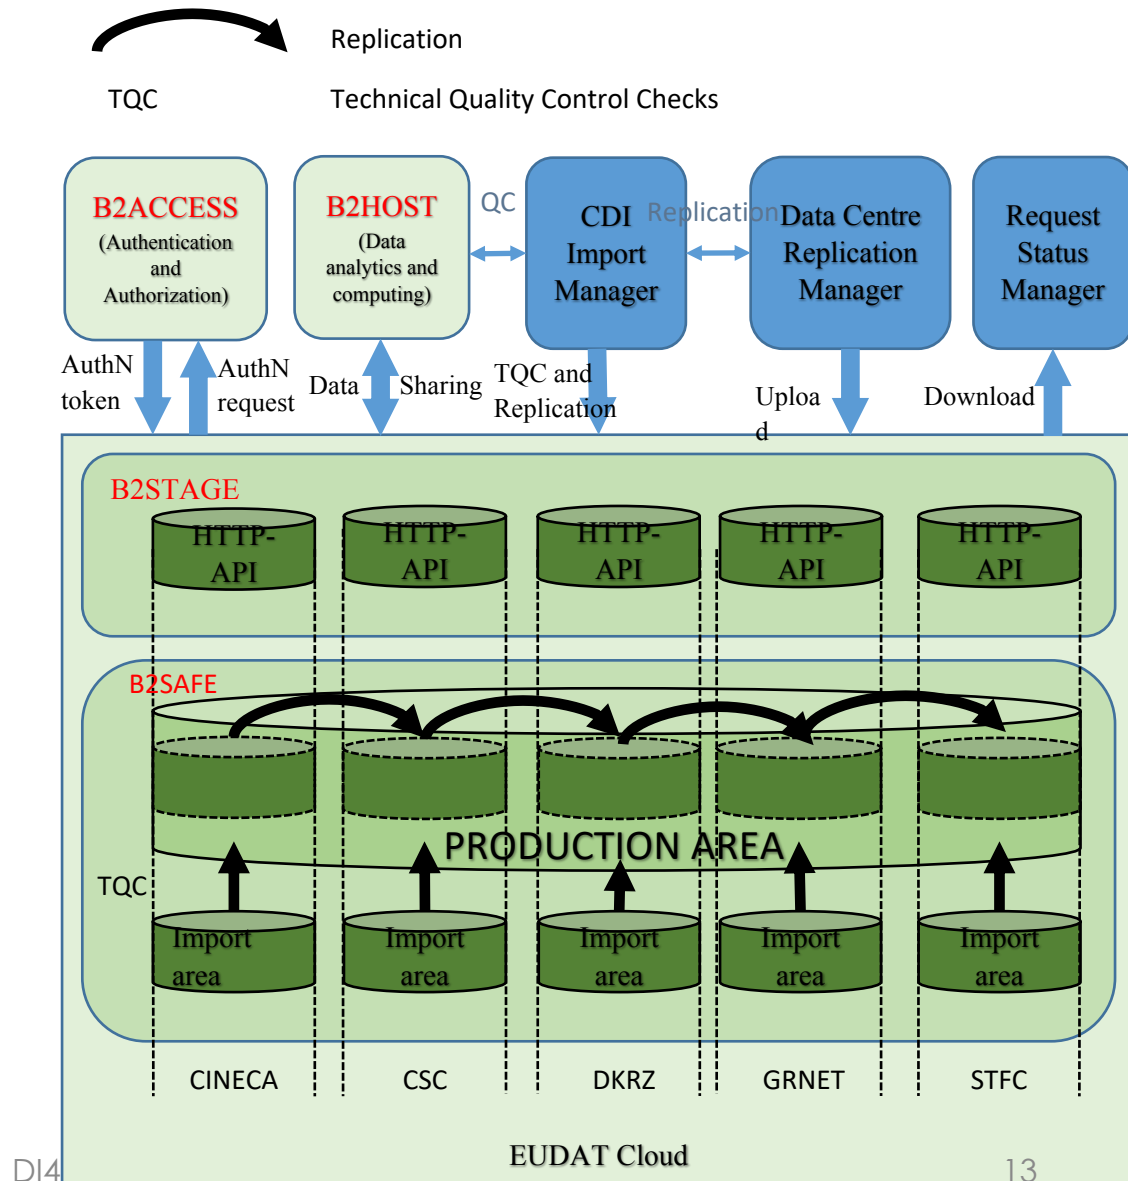 Replication
TQC
Technical Quality Control Checks
B2ACCESS
(Authentication
and
Authorization)
B2HOST
(Data
analytics and
computing)
QC
CDI
Import
Manager
Replication
Data Centre
Replication
Manager
Request
Status
Manager
AuthN
token
AuthN
request
Data
Sharing
TQC and
Replication
Uploa
d
Download
B2STAGE
HTTP-
API
HTTP-
API
HTTP-
API
HTTP-
API
HTTP-
API
B2SAFE
PRODUCTION AREA
TQC
Import
area
Import
area
Import
area
Import
area
Import
area
CINECA
CSC
DKRZ
GRNET
STFC
EUDAT Cloud
DI4
13